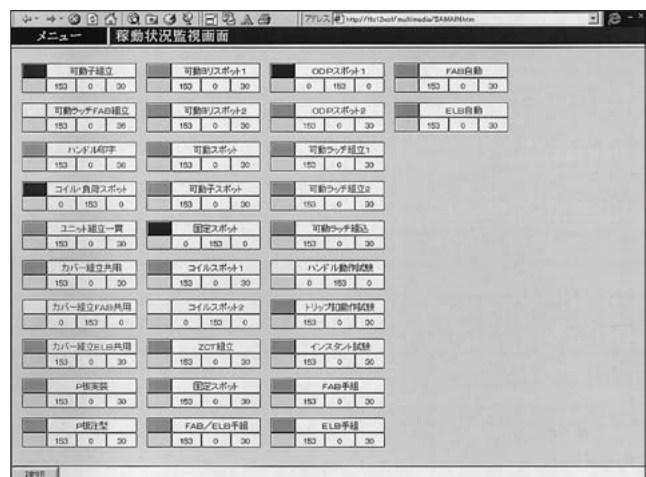 アドレス http://tfo12xof/multimedia/SAMAIN.htm
メニュー 稼動状況監視画面
可動子組立 可動ヨリスポット1 ODPスポット1 FAB自動
153 0 30 153 0 30 0 153 0 153 0 30
可動ラッチFAB組立 可動ヨリスポット2 ODPスポット2 ELB自動
153 0 36 153 0 30 153 0 30 153 0 30
ハンドル印字 可動スポット 可動ラッチ組立1
153 0 36 153 0 30 153 0 30
コイル・負荷スポット 可動子スポット 可動ラッチ組立2
0 153 0 153 0 30 153 0 30
ユニット組立一貫 固定スポット 可動ラッチ組込
153 0 30 0 153 0 153 0 30
カバー組立共用 コイルスポット1 ハンドル動作試験
153 0 30 153 0 30 0 153 0
カバー組立FAB共用 コイルスポット2 トリップ初動作試験
0 153 0 0 153 0 153 0 30
カバー組立ELB共用 ZCT組立 インスタント試験
153 0 30 153 0 30 153 0 30
P板実装 固定スポット FAB手組
153 0 30 153 0 30 153 0 30
P板注型 FAB/ELB手組 ELB手組
153 0 30 153 0 30 153 0 30